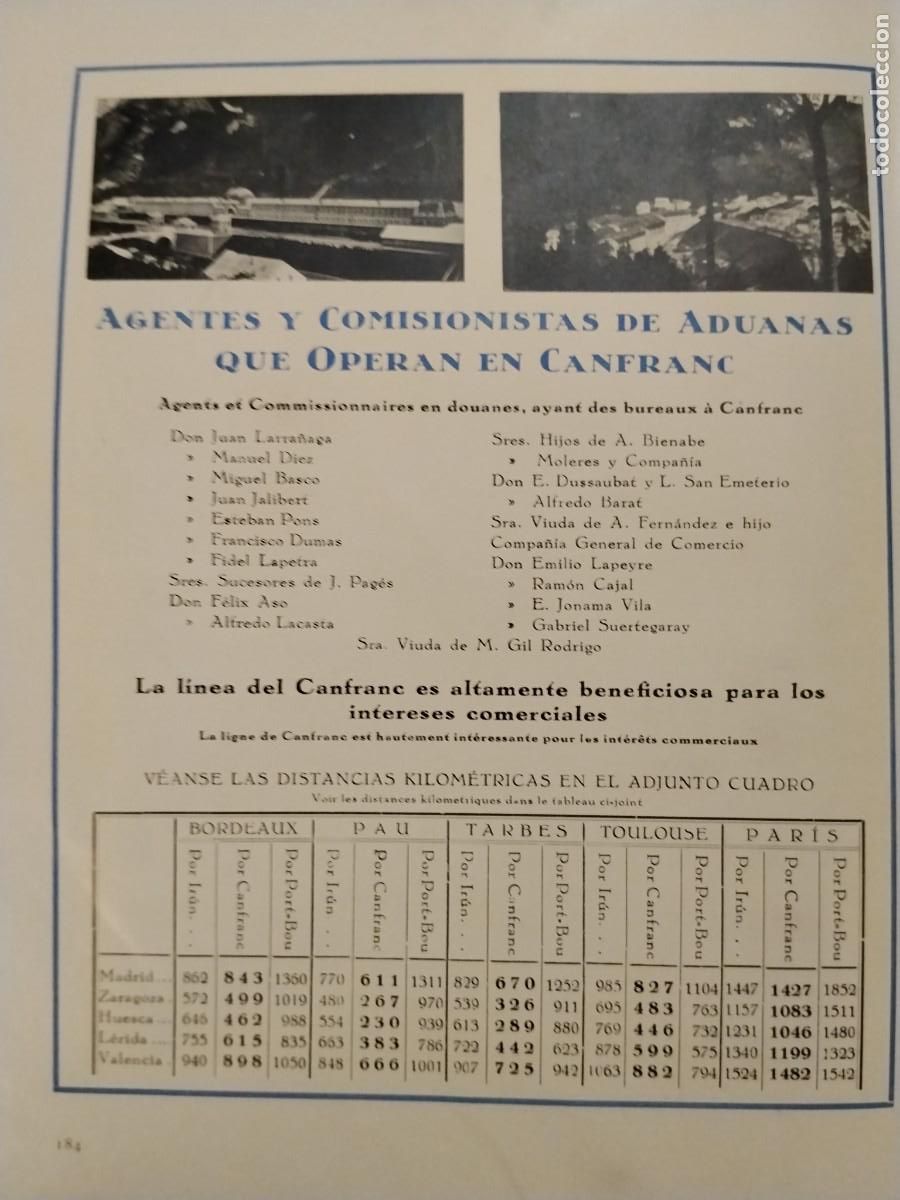 AGENTES Y COMISIONISTAS DE ADUANAS
QUE OPERAN EN CANFRANC
Agents et Commissionnaires en douanes, ayant des bureaux à Canfranc
Don Juan Larrañaga
» Manuel Díez
» Miguel Basco
» Juan Jalibert
» Esteban Pons
» Francisco Dumas
» Fidel Lapetra
Sres. Sucesores de J. Pagés
Don Félix Aso
» Alfredo Lacasta
Sres. Hijos de A. Bienabe
» Moleres y Compañía
Don E. Dussaubat y L. San Emeterio
» Alfredo Barat
Sra. Viuda de A. Fernández e hijo
Compañía General de Comercio
Don Emilio Lapeyre
» Ramón Cajal
» E. Jonama Vila
» Gabriel Suertegaray
Sra. Viuda de M. Gil Rodrigo
La línea del Canfranc es altamente beneficiosa para los
intereses comerciales
La ligne de Canfranc est hautement intéressante pour les intérêts commerciaux
VÉANSE LAS DISTANCIAS KILOMÉTRICAS EN EL ADJUNTO CUADRO
Voir les distances kilometriques dans le tableau ci-joint
BORDEAUX PAU TARBES TOULOUSE PARÍS
Por Irún. . . Por Canfranc Por Port-Bou Por Irún. . . Por Canfranc Por Port-Bou Por Irún. . . Por Canfranc Por Port-Bou Por Irún. . . Por Canfranc Por Port-Bou Por Irún. . . Por Canfranc Por Port-Bou
Madrid ... 862 843 1360 770 611 1311 829 670 1252 985 827 1104 1447 1427 1852
Zaragoza . 572 499 1019 480 267 970 539 326 911 695 483 763 1157 1083 1511
Huesca ... 646 462 988 554 230 939 613 289 880 769 446 732 1231 1046 1480
Lérida ... 755 615 835 663 383 786 722 442 623 878 599 575 1340 1199 1323
Valencia . 940 898 1050 848 666 1001 907 725 942 1063 882 794 1524 1482 1542
184
todocoleccion